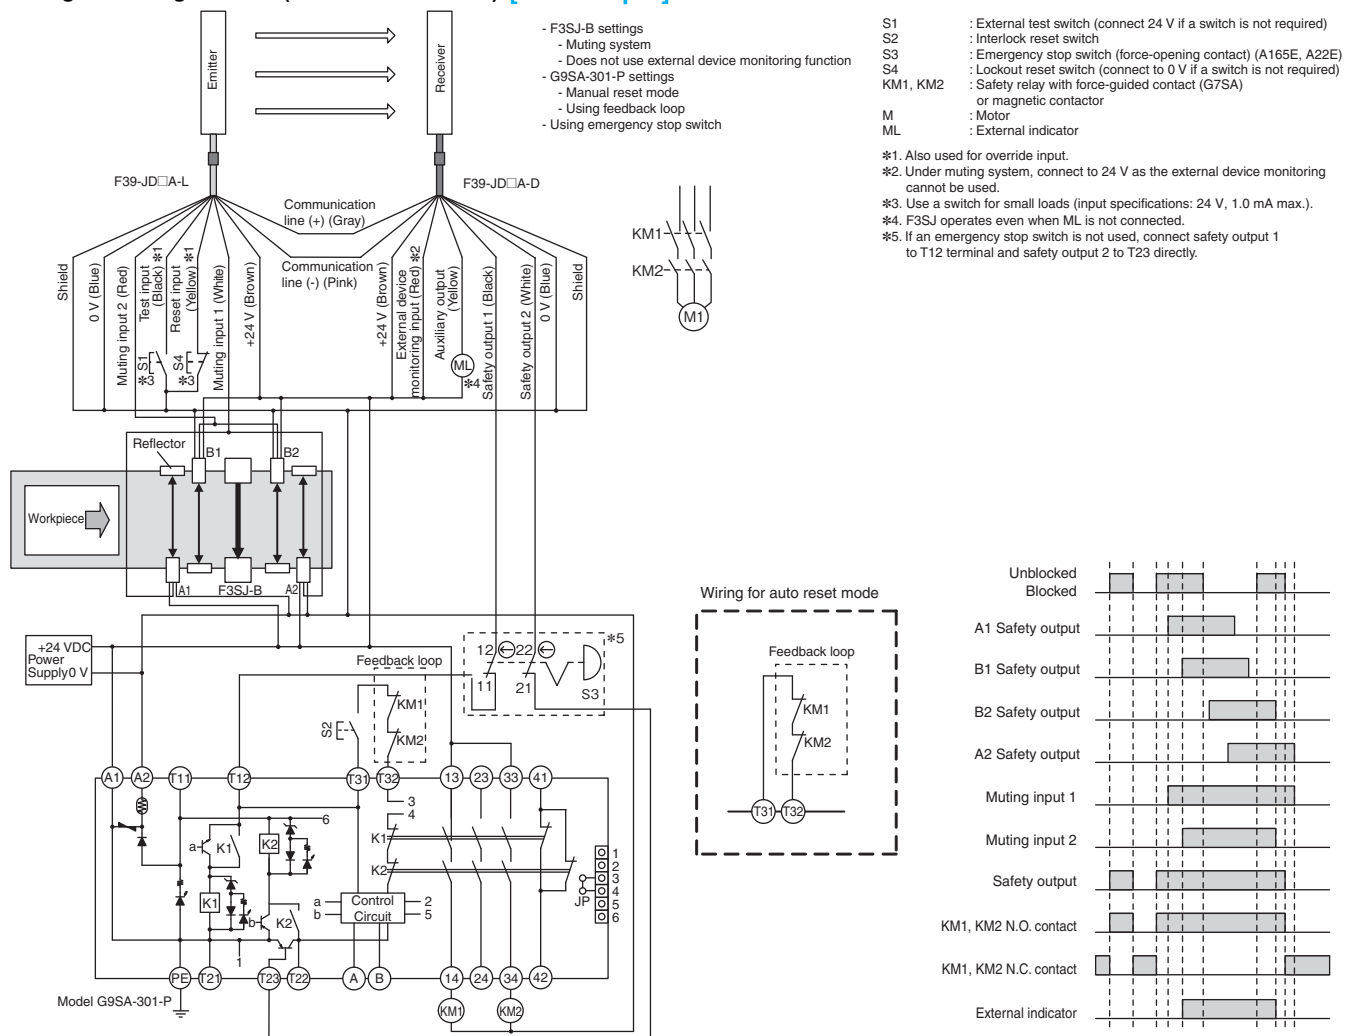 Emitter
Receiver
F39-JD□A-L
F39-JD□A-D
Communication
line (+) (Gray)
Communication
line (-) (Pink)
Shield
0 V (Blue)
Muting input 2 (Red)
Test input
(Black) *1
Reset input
(Yellow) *1
Muting input 1 (White)
+24 V (Brown)
+24 V (Brown)
External device
monitoring input (Red) *2
Auxiliary output
(Yellow)
Safety output 1 (Black)
Safety output 2 (White)
0 V (Blue)
Shield
S1
*3
S4
*3
ML
*4
- F3SJ-B settings
- Muting system
- Does not use external device monitoring function
- G9SA-301-P settings
- Manual reset mode
- Using feedback loop
- Using emergency stop switch
KM1
KM2
M1
S1 : External test switch (connect 24 V if a switch is not required)
S2 : Interlock reset switch
S3 : Emergency stop switch (force-opening contact) (A165E, A22E)
S4 : Lockout reset switch (connect to 0 V if a switch is not required)
KM1, KM2 : Safety relay with force-guided contact (G7SA)
or magnetic contactor
M : Motor
ML : External indicator
*1. Also used for override input.
*2. Under muting system, connect to 24 V as the external device monitoring
cannot be used.
*3. Use a switch for small loads (input specifications: 24 V, 1.0 mA max.).
*4. F3SJ operates even when ML is not connected.
*5. If an emergency stop switch is not used, connect safety output 1
to T12 terminal and safety output 2 to T23 directly.
Reflector
B1
B2
Workpiece
A1
F3SJ-B
A2
+24 VDC
Power
Supply 0 V
Feedback loop
KM1
KM2
S2
12
22
11
21
S3
*5
A1
A2
T11
T12
T31
T32
13
23
33
41
3
4
6
a
K1
K2
K1
K2
K1
b
K2
a
b
Control
Circuit
2
5
JP
1
2
3
4
5
6
1
PE
T21
T23
T22
A
B
14
24
34
42
KM1
KM2
Model G9SA-301-P
Wiring for auto reset mode
Feedback loop
KM1
KM2
T31
T32
Unblocked
Blocked
A1 Safety output
B1 Safety output
B2 Safety output
A2 Safety output
Muting input 1
Muting input 2
Safety output
KM1, KM2 N.O. contact
KM1, KM2 N.C. contact
External indicator